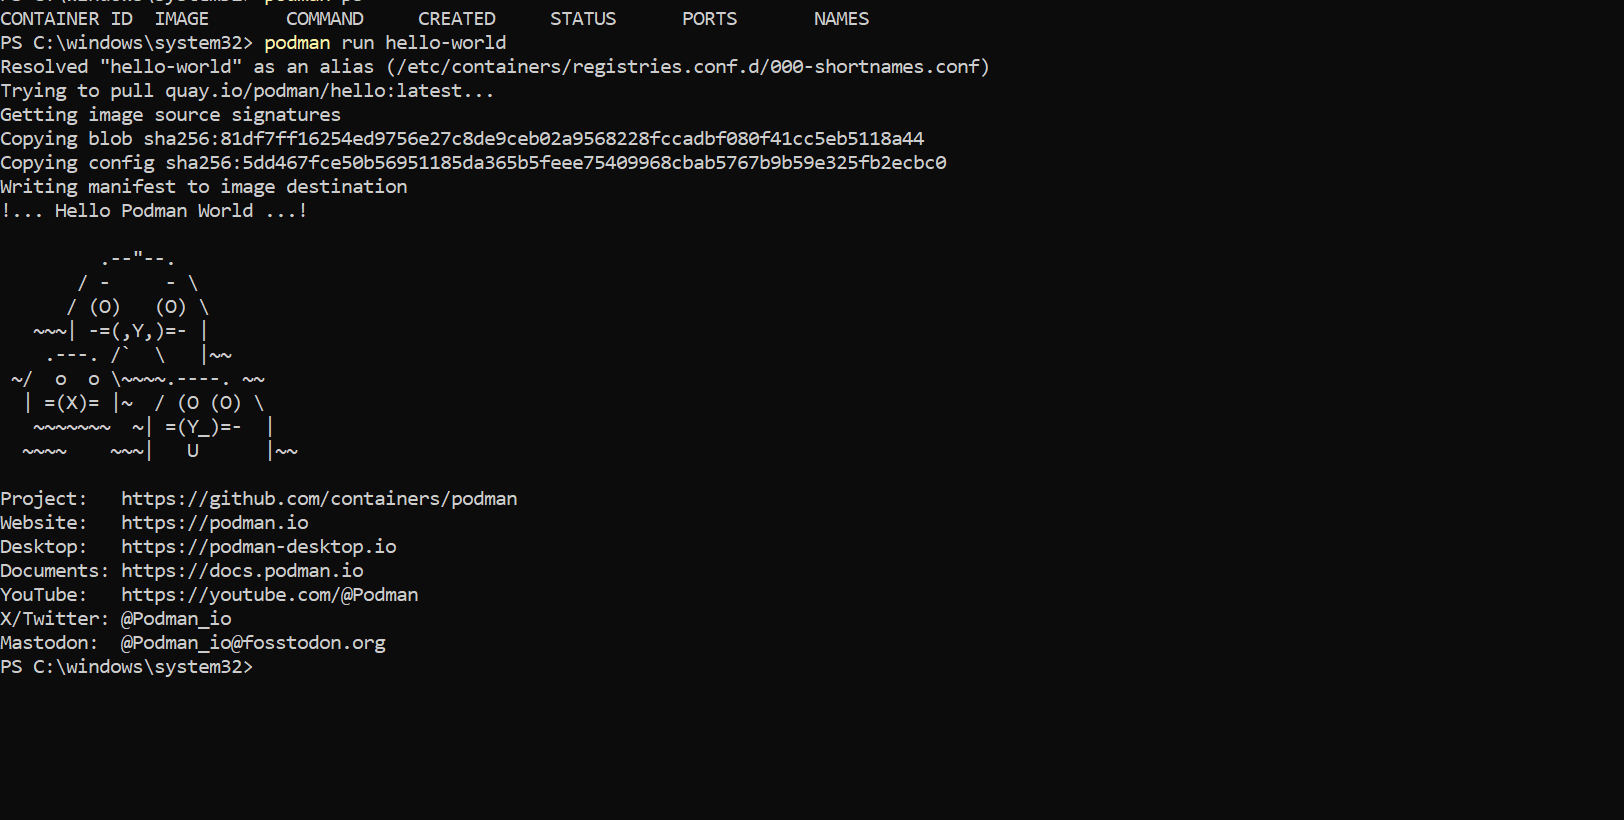 CONTAINER ID  IMAGE       COMMAND     CREATED     STATUS      PORTS       NAMES
PS C:\windows\system32> podman run hello-world
Resolved "hello-world" as an alias (/etc/containers/registries.conf.d/000-shortnames.conf)
Trying to pull quay.io/podman/hello:latest...
Getting image source signatures
Copying blob sha256:81df7ff16254ed9756e27c8de9ceb02a9568228fccadbf080f41cc5eb5118a44
Copying config sha256:5dd467fce50b56951185da365b5feee75409968cbab5767b9b59e325fb2ecbc0
Writing manifest to image destination
!... Hello Podman World ...!

         .--"--.
       / -     - \
      / (O)   (O) \
   ~~~| -=(,Y,)=- |
    .---. /`  \   |~~
 ~/  o  o \~~~~.----. ~~
  | =(X)= |~  / (O (O) \
   ~~~~~~~  ~| =(Y_)=-  |
  ~~~~    ~~~|   U      |~~

Project:   https://github.com/containers/podman
Website:   https://podman.io
Desktop:   https://podman-desktop.io
Documents: https://docs.podman.io
YouTube:   https://youtube.com/@Podman
X/Twitter: @Podman_io
Mastodon:  @Podman_io@fosstodon.org
PS C:\windows\system32>